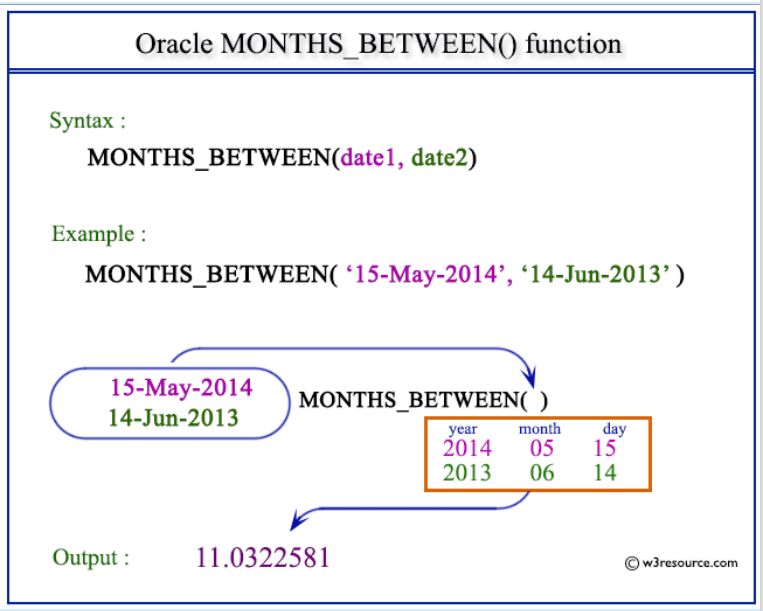 Oracle MONTHS_BETWEEN() function
Syntax :
MONTHS_BETWEEN(date1, date2)
Example :
MONTHS_BETWEEN( ‘15-May-2014’, ‘14-Jun-2013’ )
15-May-2014
14-Jun-2013
MONTHS_BETWEEN( )
year month day
2014 05 15
2013 06 14
Output : 11.0322581
© w3resource.com